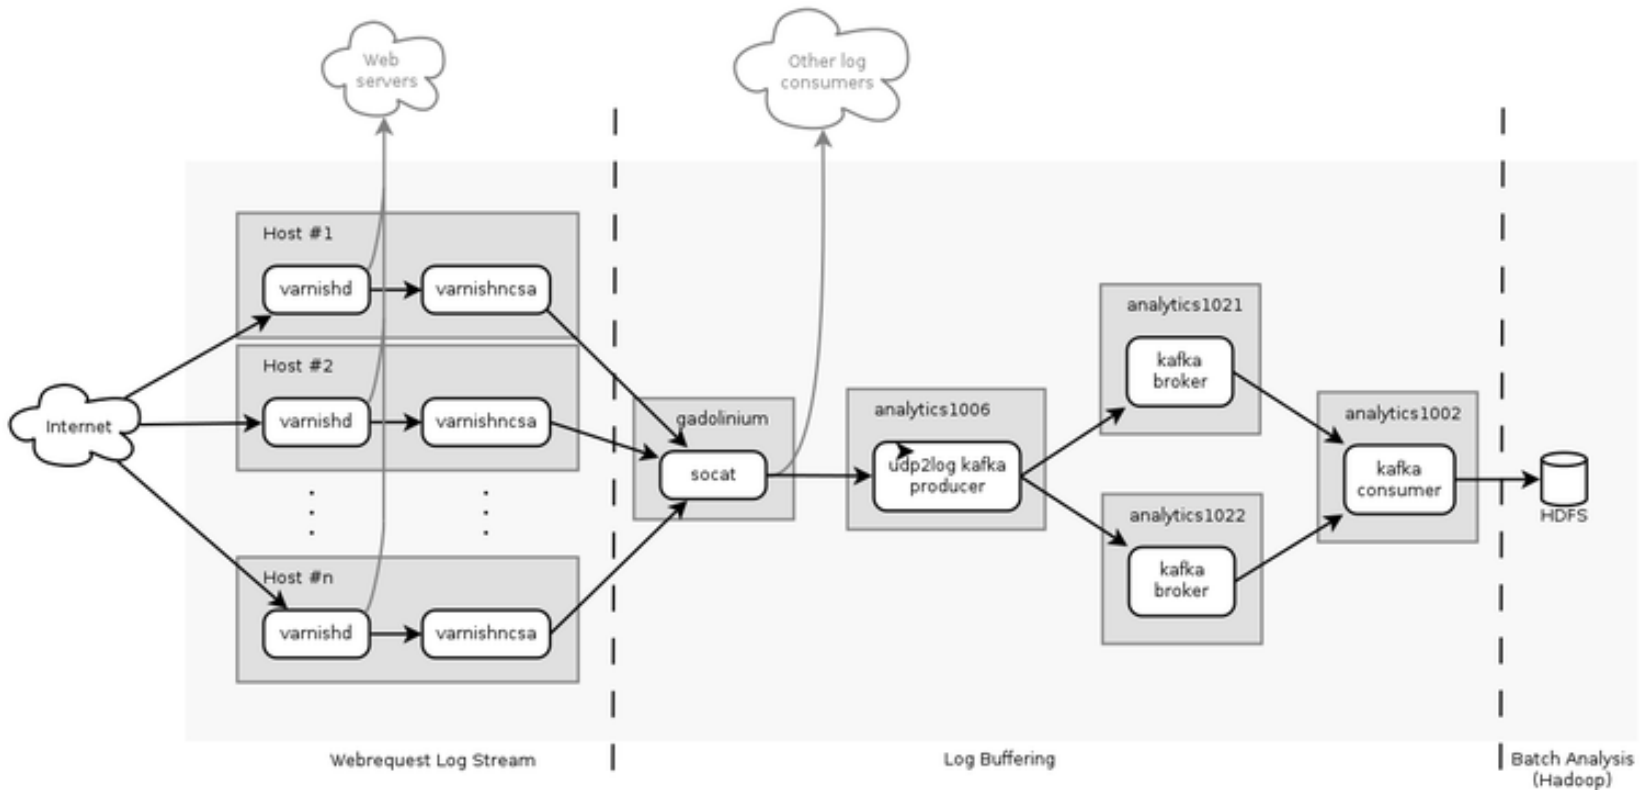 Web
servers
Other log
consumers
Host #1
varnishd
varnishncsa
Host #2
varnishd
varnishncsa
Internet
Host #n
varnishd
varnishncsa
gadolinium
socat
analytics1006
udp2log kafka
producer
analytics1021
kafka
broker
analytics1022
kafka
broker
analytics1002
kafka
consumer
HDFS
Webrequest Log Stream
Log Buffering
Batch Analysis
(Hadoop)